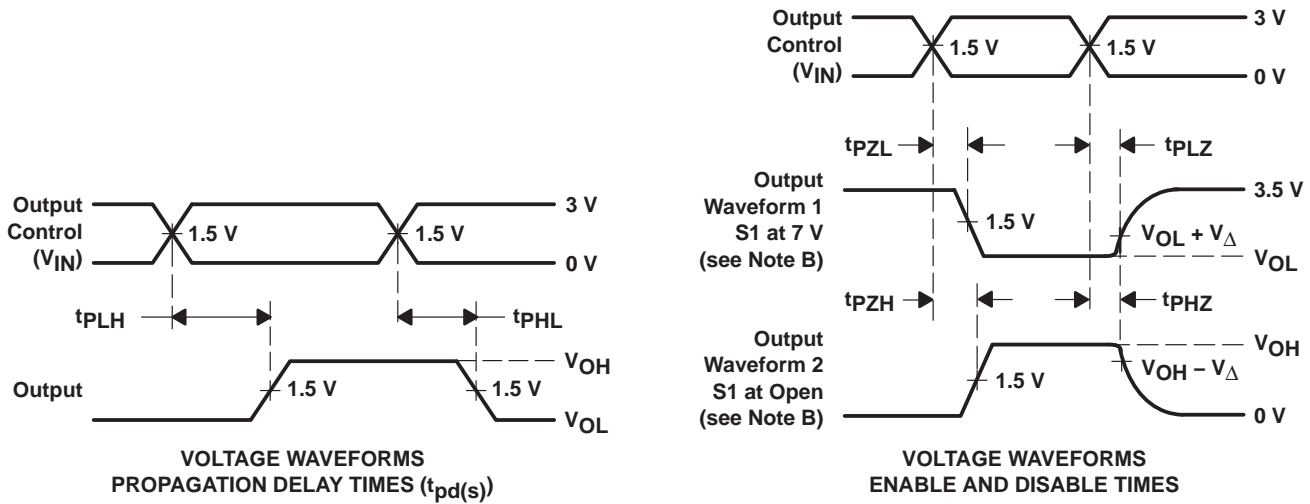 Output
Control
(VIN)
3 V
1.5 V
1.5 V
0 V
tPLH
tPHL
Output
VOH
1.5 V
1.5 V
VOL
VOLTAGE WAVEFORMS
PROPAGATION DELAY TIMES (tpd(s))
Output
Control
(VIN)
3 V
1.5 V
1.5 V
0 V
tPZL
tPLZ
Output
Waveform 1
S1 at 7 V
(see Note B)
3.5 V
1.5 V
VOL + VΔ
VOL
tPZH
tPHZ
Output
Waveform 2
S1 at Open
(see Note B)
VOH
1.5 V
VOH – VΔ
0 V
VOLTAGE WAVEFORMS
ENABLE AND DISABLE TIMES